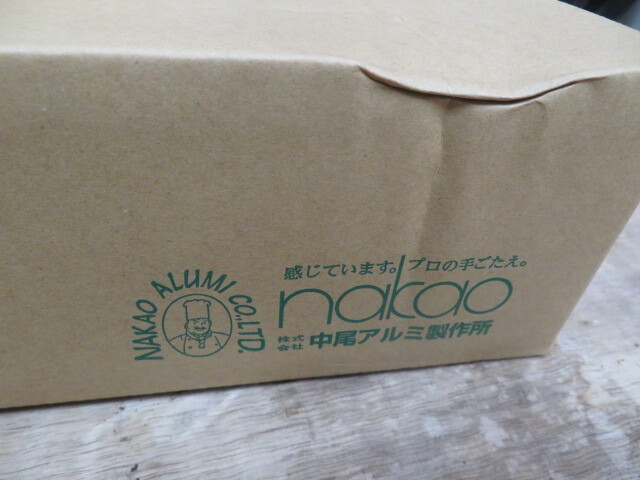 感じています。プロの手ごたえ。
NAKAO ALUMI CO.,LTD.
nakao
株式会社 中尾アルミ製作所